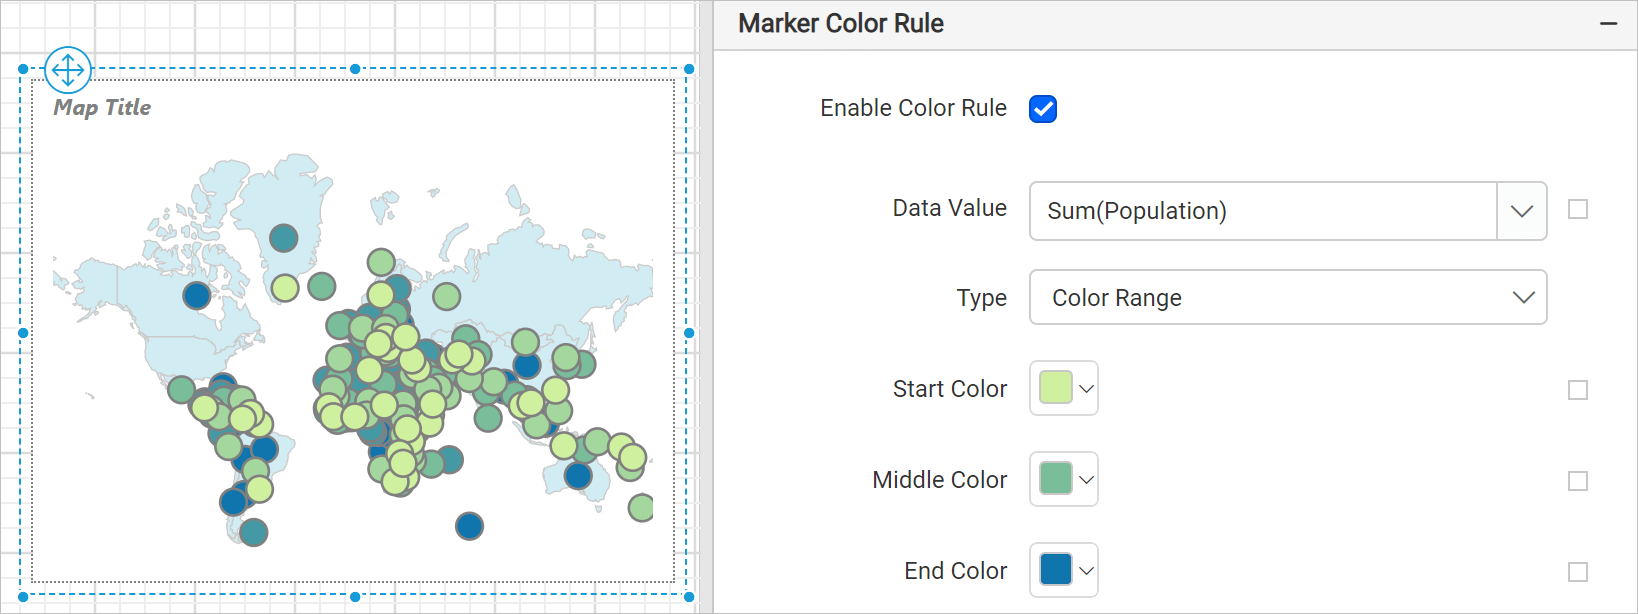 Map Title
Marker Color Rule
Enable Color Rule
Data Value
Sum(Population)
Type
Color Range
Start Color
Middle Color
End Color